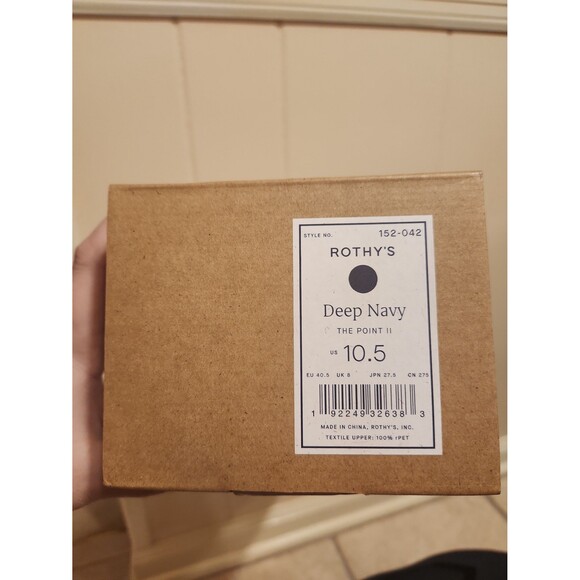 STYLE NO. 152-042
ROTHY'S
Deep Navy
THE POINT II
US 10.5
EU 40.5 UK 8 JPN 27.5 CN 275
1 92249 32638 3
MADE IN CHINA, ROTHY'S, INC.
TEXTILE UPPER: 100% rPET